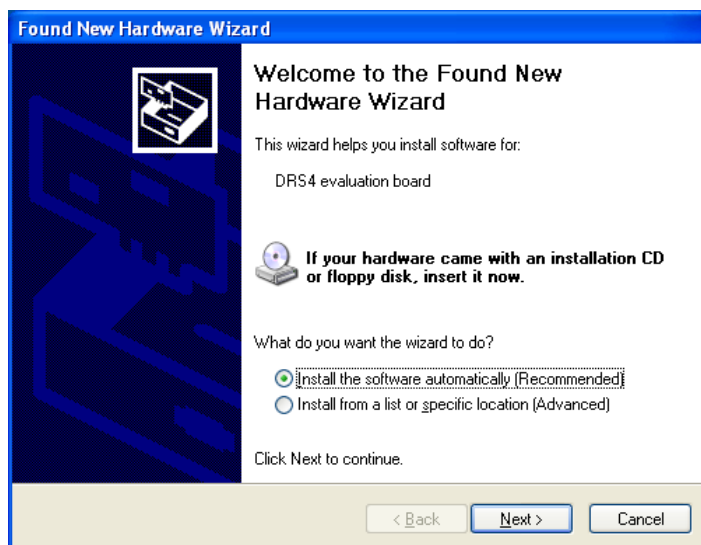 Found New Hardware Wizard
Welcome to the Found New
Hardware Wizard
This wizard helps you install software for:
DRS4 evaluation board
If your hardware came with an installation CD
or floppy disk, insert it now.
What do you want the wizard to do?
Install the software automatically (Recommended)
Install from a list or specific location (Advanced)
Click Next to continue.
< Back
Next >
Cancel